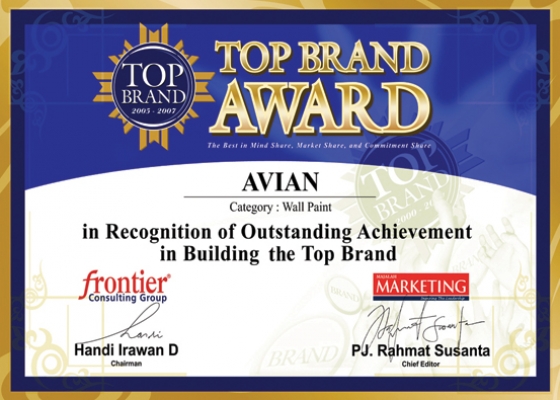 TOP
BRAND
2005 - 2007
TOP BRAND
AWARD
The Best in Mind Share, Market Share, and Commitment Share
AVIAN
Category : Wall Paint
in Recognition of Outstanding Achievement
in Building the Top Brand
frontier®
Consulting Group
MAJALAH
MARKETING
Handi Irawan D
Chairman
PJ. Rahmat Susanta
Chief Editor
TOP
BRAND